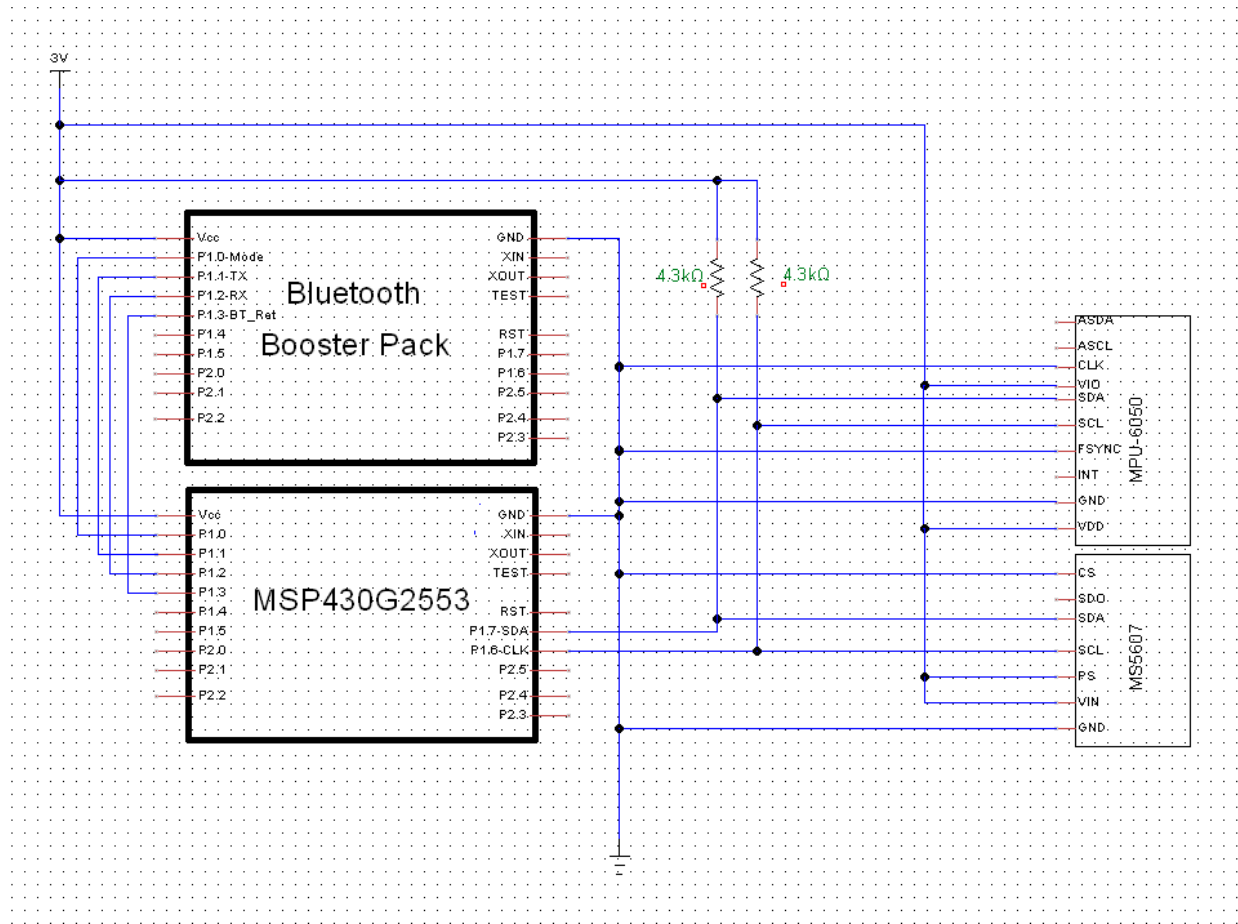 3V
Vcc
P1.0-Mode
P1.1-TX
P1.2-RX
P1.3-BT_Ret
P1.4
P1.5
P2.0
P2.1
P2.2
Bluetooth
Booster Pack
GND
XIN
XOUT
TEST
RST
P1.7
P1.6
P2.5
P2.4
P2.3
4.3kΩ
4.3kΩ
ASDA
ASCL
CLK
VIO
SDA
SCL
FSYNC
INT
GND
VDD
MPU-6050
Vcc
P1.0
P1.1
P1.2
P1.3
P1.4
P1.5
P2.0
P2.1
P2.2
MSP430G2553
GND
XIN
XOUT
TEST
RST
P1.7-SDA
P1.6-CLK
P2.5
P2.4
P2.3
CS
SDO
SDA
SCL
PS
VIN
GND
MS5607